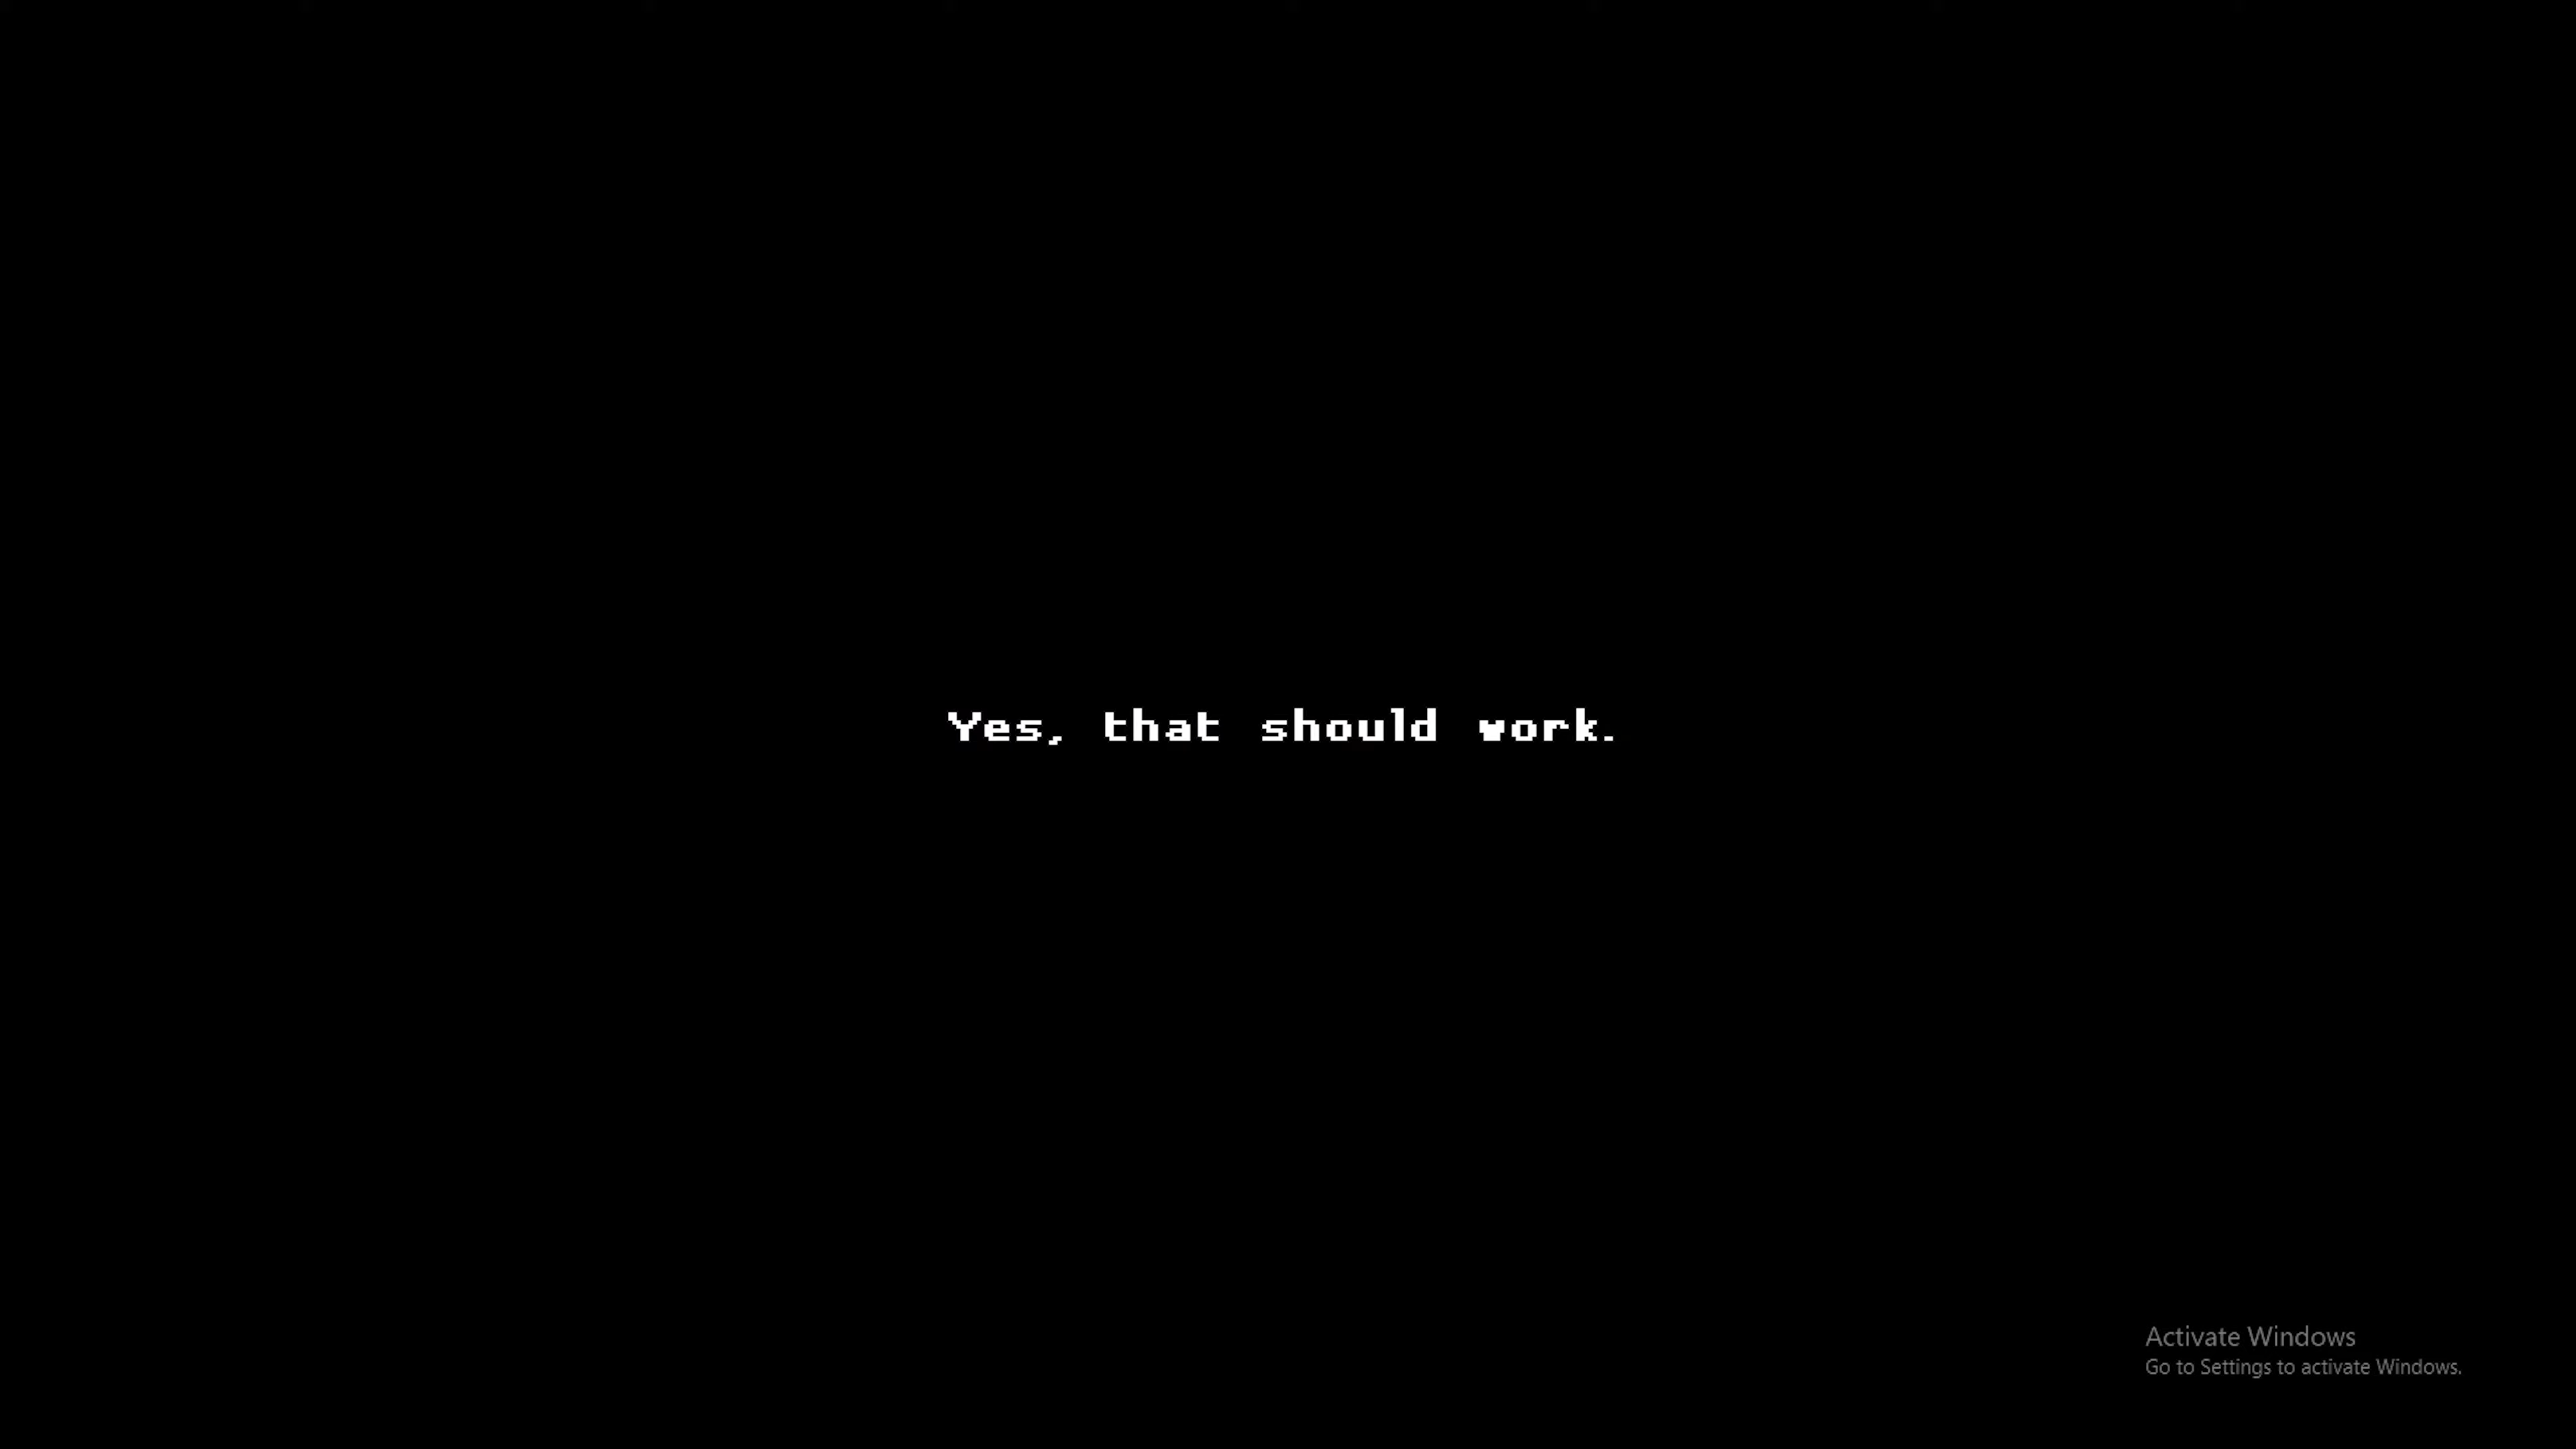 Yes, that should work.
Activate Windows
Go to Settings to activate Windows.